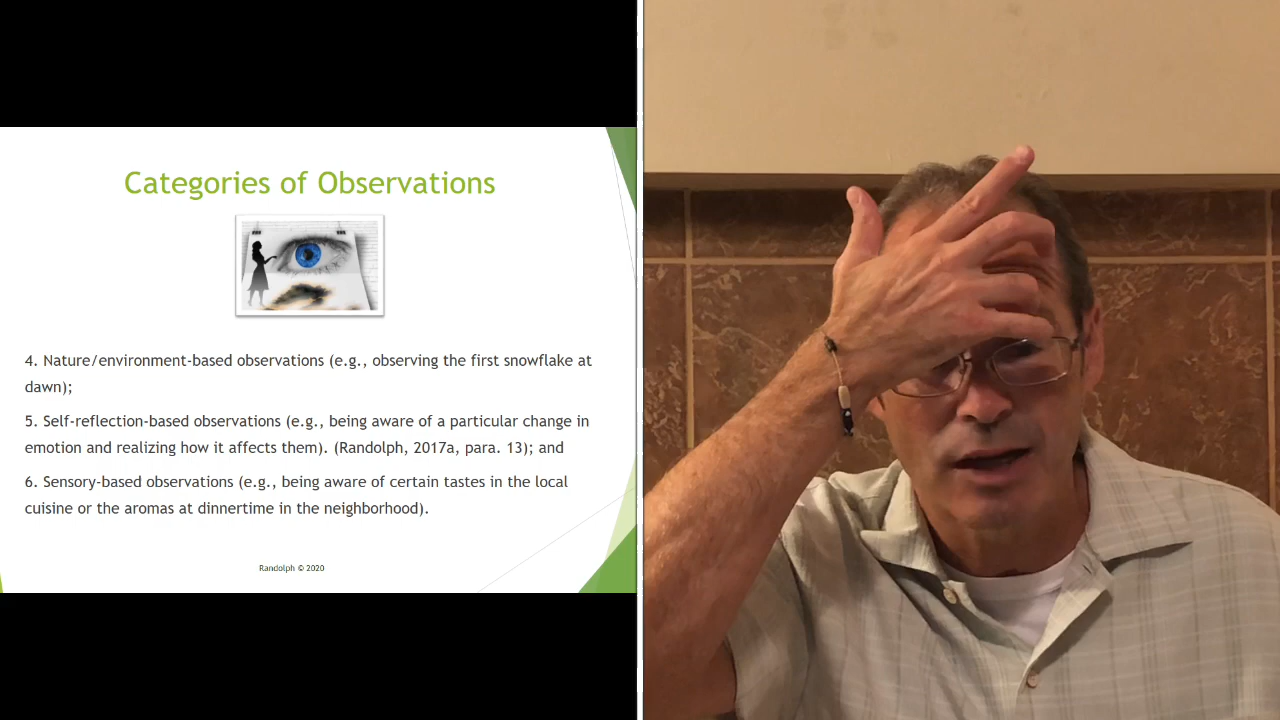 Categories of Observations
4. Nature/environment-based observations (e.g., observing the first snowflake at
dawn);
5. Self-reflection-based observations (e.g., being aware of a particular change in
emotion and realizing how it affects them). (Randolph, 2017a, para. 13); and
6. Sensory-based observations (e.g., being aware of certain tastes in the local
cuisine or the aromas at dinnertime in the neighborhood).
Randolph © 2020